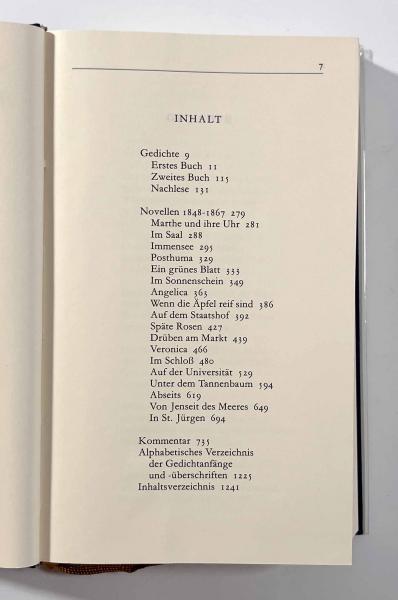 7
INHALT
Gedichte 9
Erstes Buch 11
Zweites Buch 115
Nachlese 131
Novellen 1848-1867 279
Marthe und ihre Uhr 281
Im Saal 288
Immensee 295
Posthuma 329
Ein grünes Blatt 333
Im Sonnenschein 349
Angelica 363
Wenn die Äpfel reif sind 386
Auf dem Staatshof 392
Späte Rosen 427
Drüben am Markt 439
Veronica 466
Im Schloß 480
Auf der Universität 529
Unter dem Tannenbaum 594
Abseits 619
Von Jenseit des Meeres 649
In St. Jürgen 694
Kommentar 735
Alphabetisches Verzeichnis
der Gedichtanfänge
und -überschriften 1225
Inhaltsverzeichnis 1241